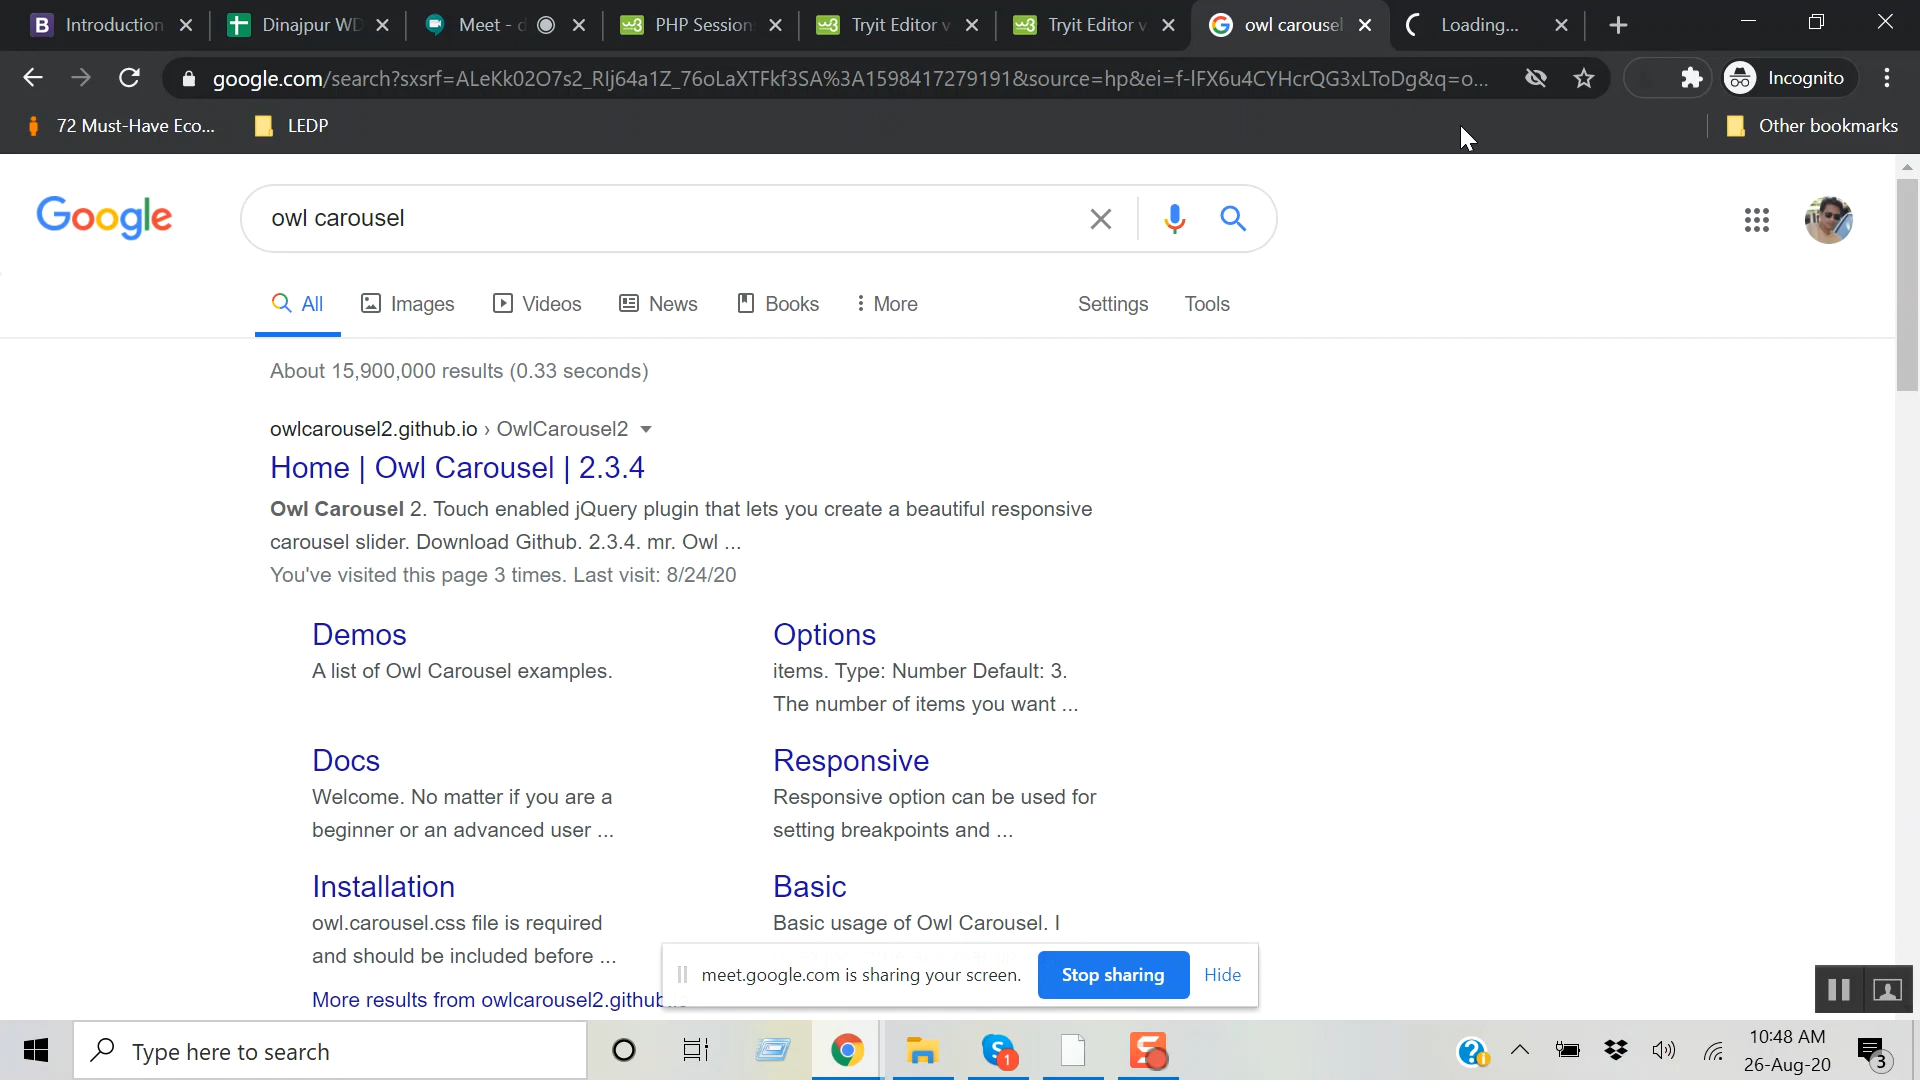 Introduction
Dinajpur WD
Meet - d
PHP Session
Tryit Editor v
Tryit Editor v
owl carousel
Loading...
google.com/search?sxsrf=ALeKk02O7s2_RIj64a1Z_76oLaXTFkf3SA%3A1598417279191&source=hp&ei=f-IFX6u4CYHcrQG3xLToDg&q=o...
Incognito
72 Must-Have Eco...
LEDP
Other bookmarks
Google
owl carousel
All
Images
Videos
News
Books
More
Settings
Tools
About 15,900,000 results (0.33 seconds)
owlcarousel2.github.io › OwlCarousel2
Home | Owl Carousel | 2.3.4
Owl Carousel 2. Touch enabled jQuery plugin that lets you create a beautiful responsive
carousel slider. Download Github. 2.3.4. mr. Owl ...
You've visited this page 3 times. Last visit: 8/24/20
Demos
A list of Owl Carousel examples.
Options
items. Type: Number Default: 3.
The number of items you want ...
Docs
Welcome. No matter if you are a
beginner or an advanced user ...
Responsive
Responsive option can be used for
setting breakpoints and ...
Installation
owl.carousel.css file is required
and should be included before ...
Basic
Basic usage of Owl Carousel. I
More results from owlcarousel2.github
meet.google.com is sharing your screen.
Stop sharing
Hide
Type here to search
1
10:48 AM
26-Aug-20
3